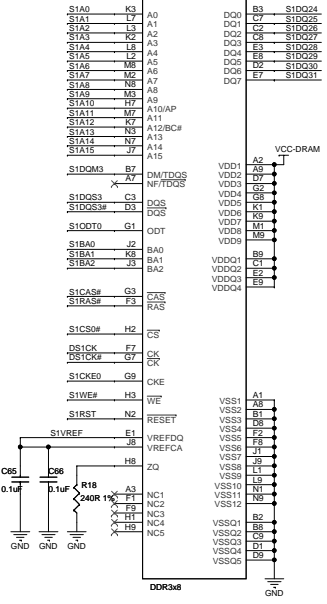 S1A0 K3 A0 DQ0 B3 S1DQ24
S1A1 L7 A1 DQ1 C7 S1DQ25
S1A2 L3 A2 DQ2 C2 S1DQ26
S1A3 K2 A3 DQ3 C8 S1DQ27
S1A4 L8 A4 DQ4 E3 S1DQ28
S1A5 L2 A5 DQ5 E8 S1DQ29
S1A6 M8 A6 DQ6 D2 S1DQ30
S1A7 M2 A7 DQ7 E7 S1DQ31
S1A8 N8 A8
S1A9 M3 A9
S1A10 H7 A10/AP
S1A11 M7 A11
S1A12 K7 A12/BC#
S1A13 N3 A13
S1A14 N7 A14
S1A15 J7 A15
VCC-DRAM
VDD1 A2
S1DQM3 B7 DM/TDQS VDD2 A9
A7 NF/TDQS VDD3 D7
VDD4 G2
S1DQS3 C3 DQS VDD5 G8
S1DQS3# D3 DQS VDD6 K1
VDD7 K9
S1ODT0 G1 ODT VDD8 M1
VDD9 M9
S1BA0 J2 BA0
S1BA1 K8 BA1 VDDQ1 B9
S1BA2 J3 BA2 VDDQ2 C1
VDDQ3 E2
VDDQ4 E9
S1CAS# G3 CAS
S1RAS# F3 RAS
S1CS0# H2 CS
DS1CK F7 CK
DS1CK# G7 CK
S1CKE0 G9 CKE
S1WE# H3 WE VSS1 A1
VSS2 A8
S1RST N2 RESET VSS3 B1
VSS4 D8
S1VREF E1 VREFDQ VSS5 F2
J8 VREFCA VSS6 F8
VSS7 J1
H8 ZQ VSS8 J9
C65 C66 VSS9 L1
R18 VSS10 L9
0.1uF 0.1uF 240R 1% A3 NC1 VSS11 N1
F1 NC2 VSS12 N9
F9 NC3
H1 NC4 VSSQ1 B2
H9 NC5 VSSQ2 B8
GND GND GND VSSQ3 C9
VSSQ4 D1
VSSQ5 D9
DDR3x8
GND